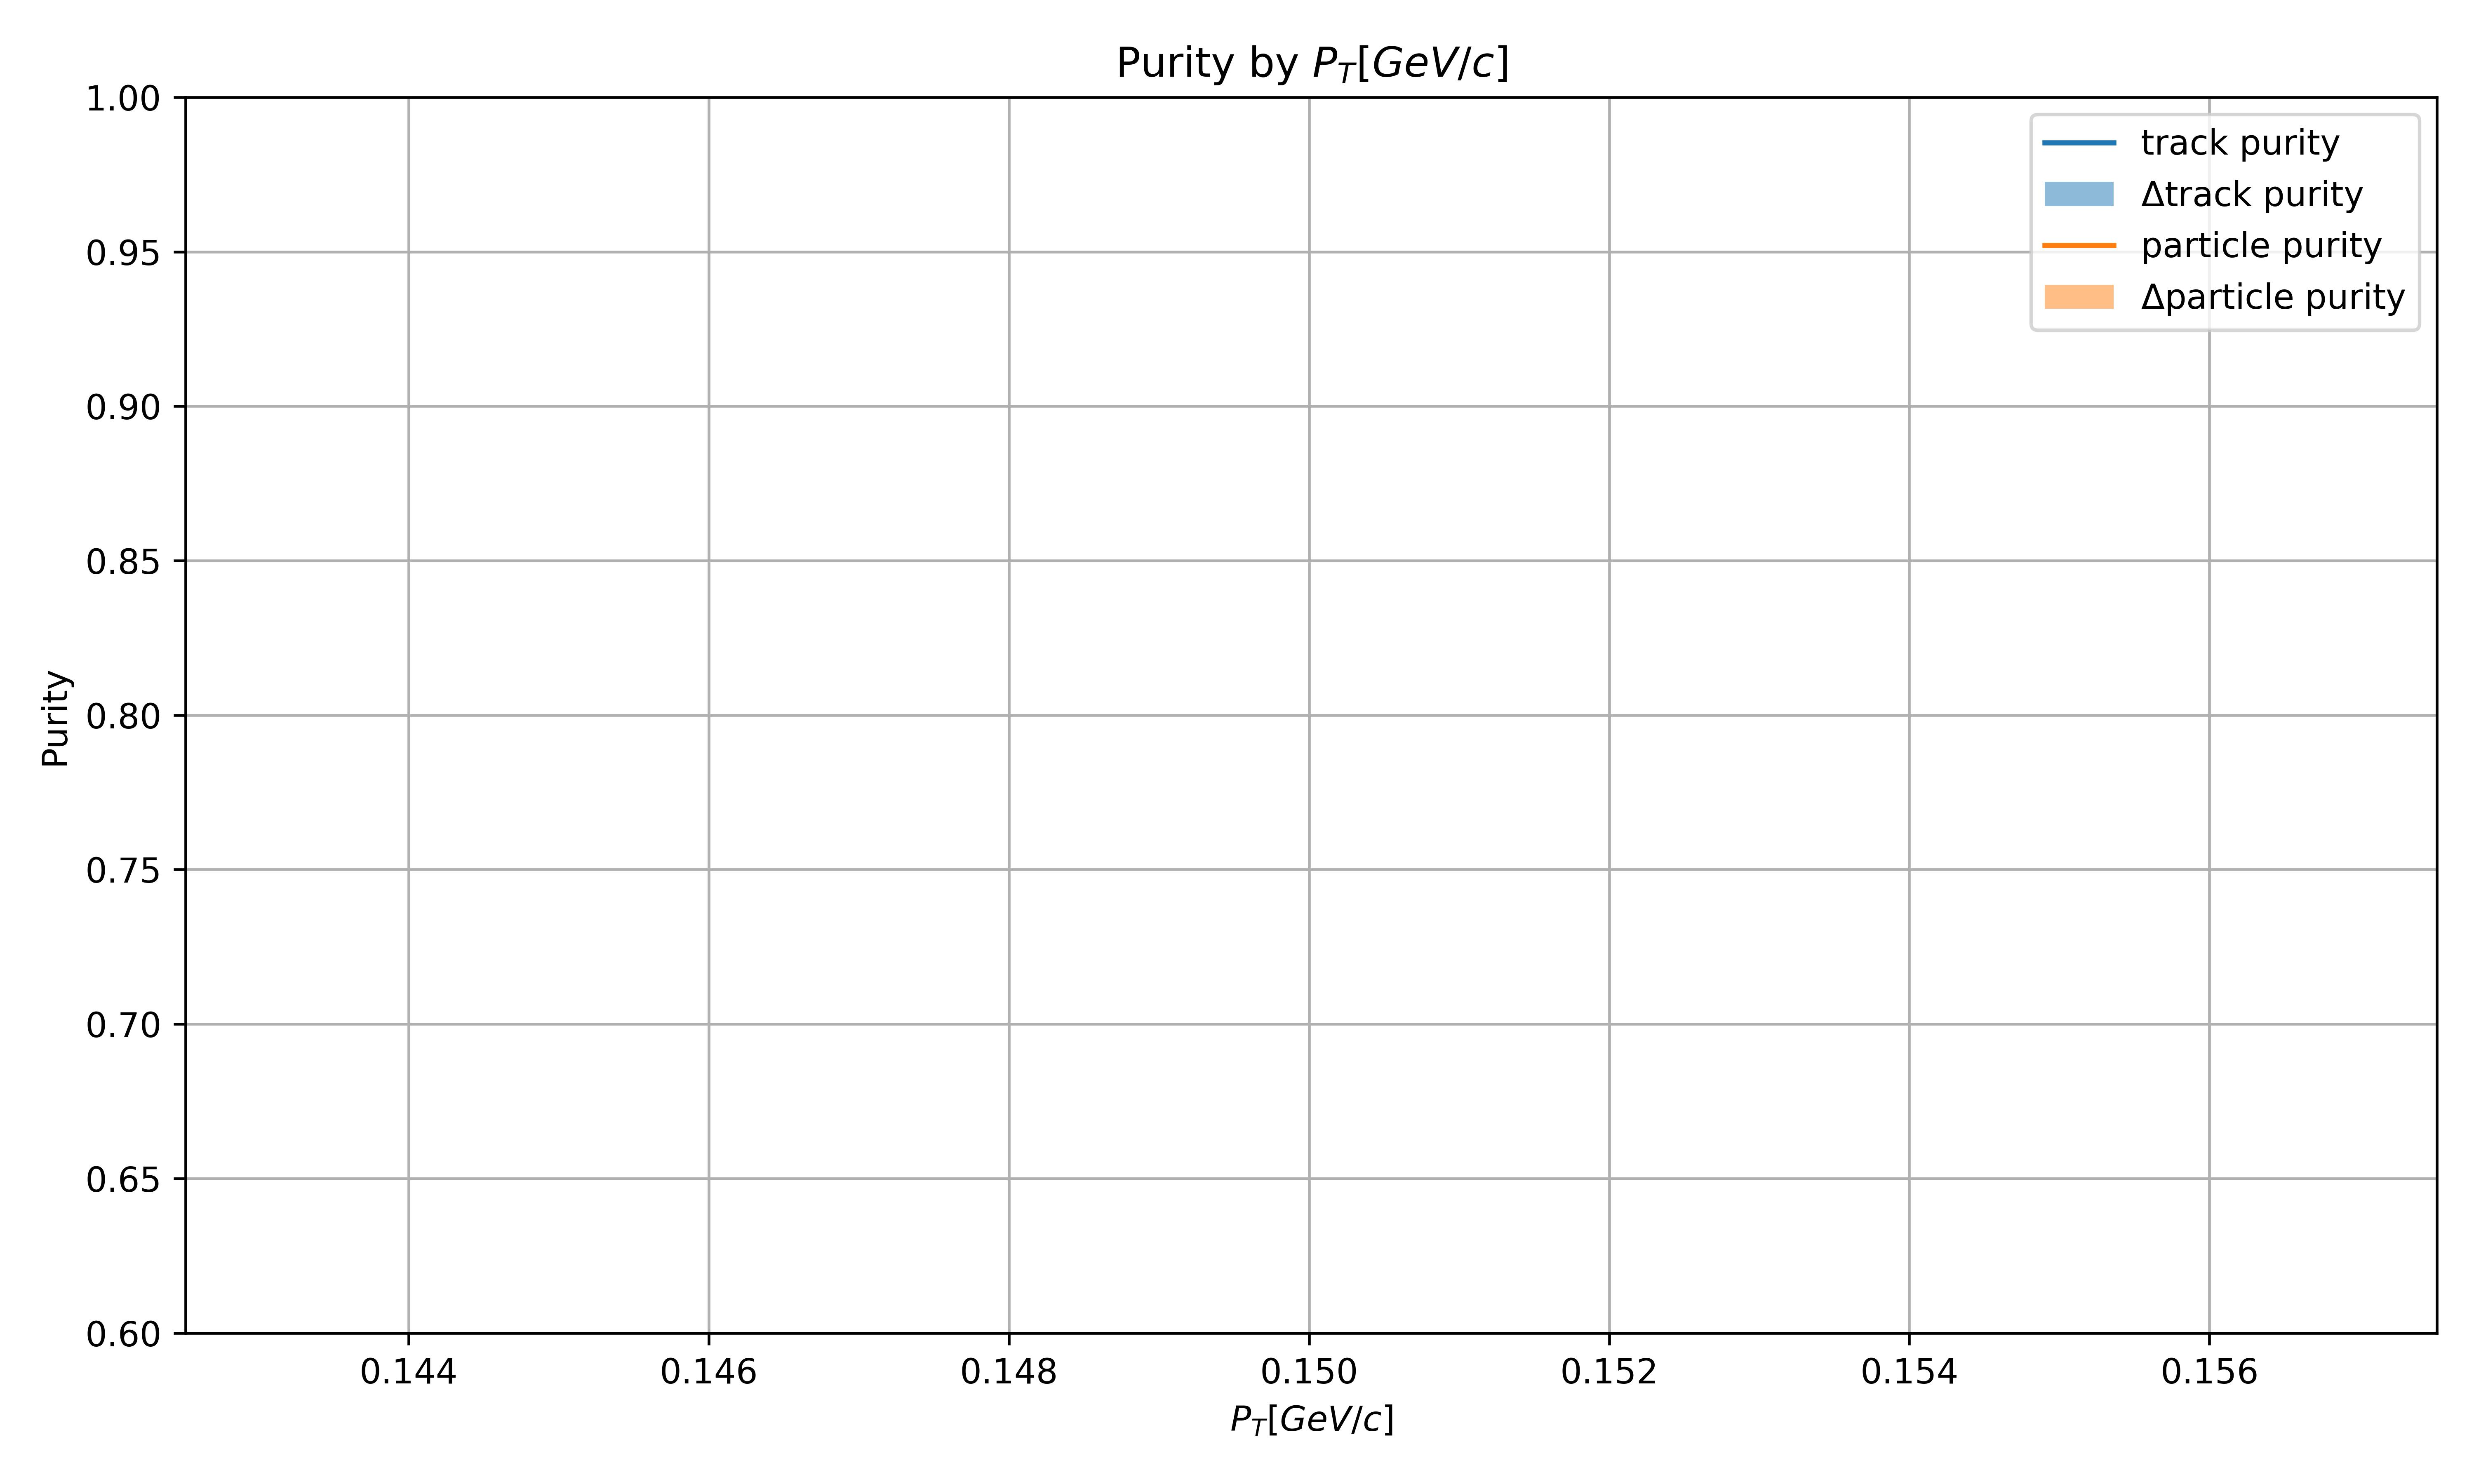 Purity by P_T[GeV/c]
1.00
0.95
0.90
0.85
0.80
0.75
0.70
0.65
0.60
Purity
track purity
Δtrack purity
particle purity
Δparticle purity
0.144 0.146 0.148 0.150 0.152 0.154 0.156
P_T[GeV/c]